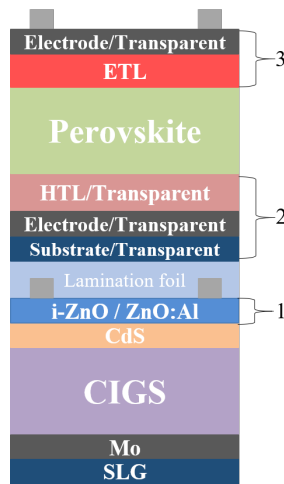 Electrode/Transparent
3
ETL
Perovskite
HTL/Transparent
2
Electrode/Transparent
Substrate/Transparent
Lamination foil
i-ZnO / ZnO:Al
1
CdS
CIGS
Mo
SLG